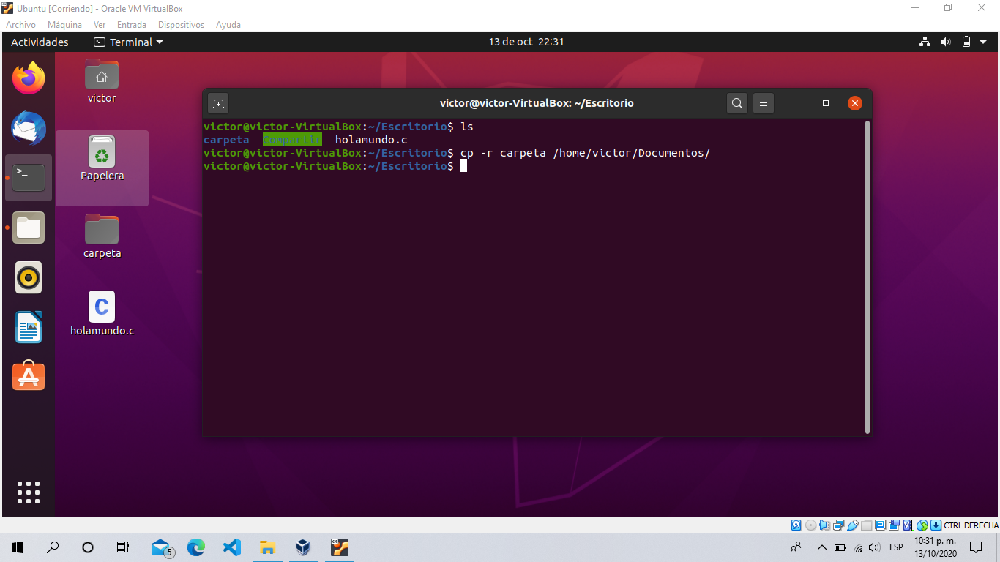 Ubuntu [Corriendo] - Oracle VM VirtualBox
Archivo Máquina Ver Entrada Dispositivos Ayuda
Actividades Terminal 13 de oct 22:31
victor
Papelera
carpeta
holamundo.c
victor@victor-VirtualBox: ~/Escritorio
victor@victor-VirtualBox:~/Escritorio$ ls
carpeta Compartir holamundo.c
victor@victor-VirtualBox:~/Escritorio$ cp -r carpeta /home/victor/Documentos/
victor@victor-VirtualBox:~/Escritorio$
CTRL DERECHA
5
ESP
10:31 p. m.
13/10/2020